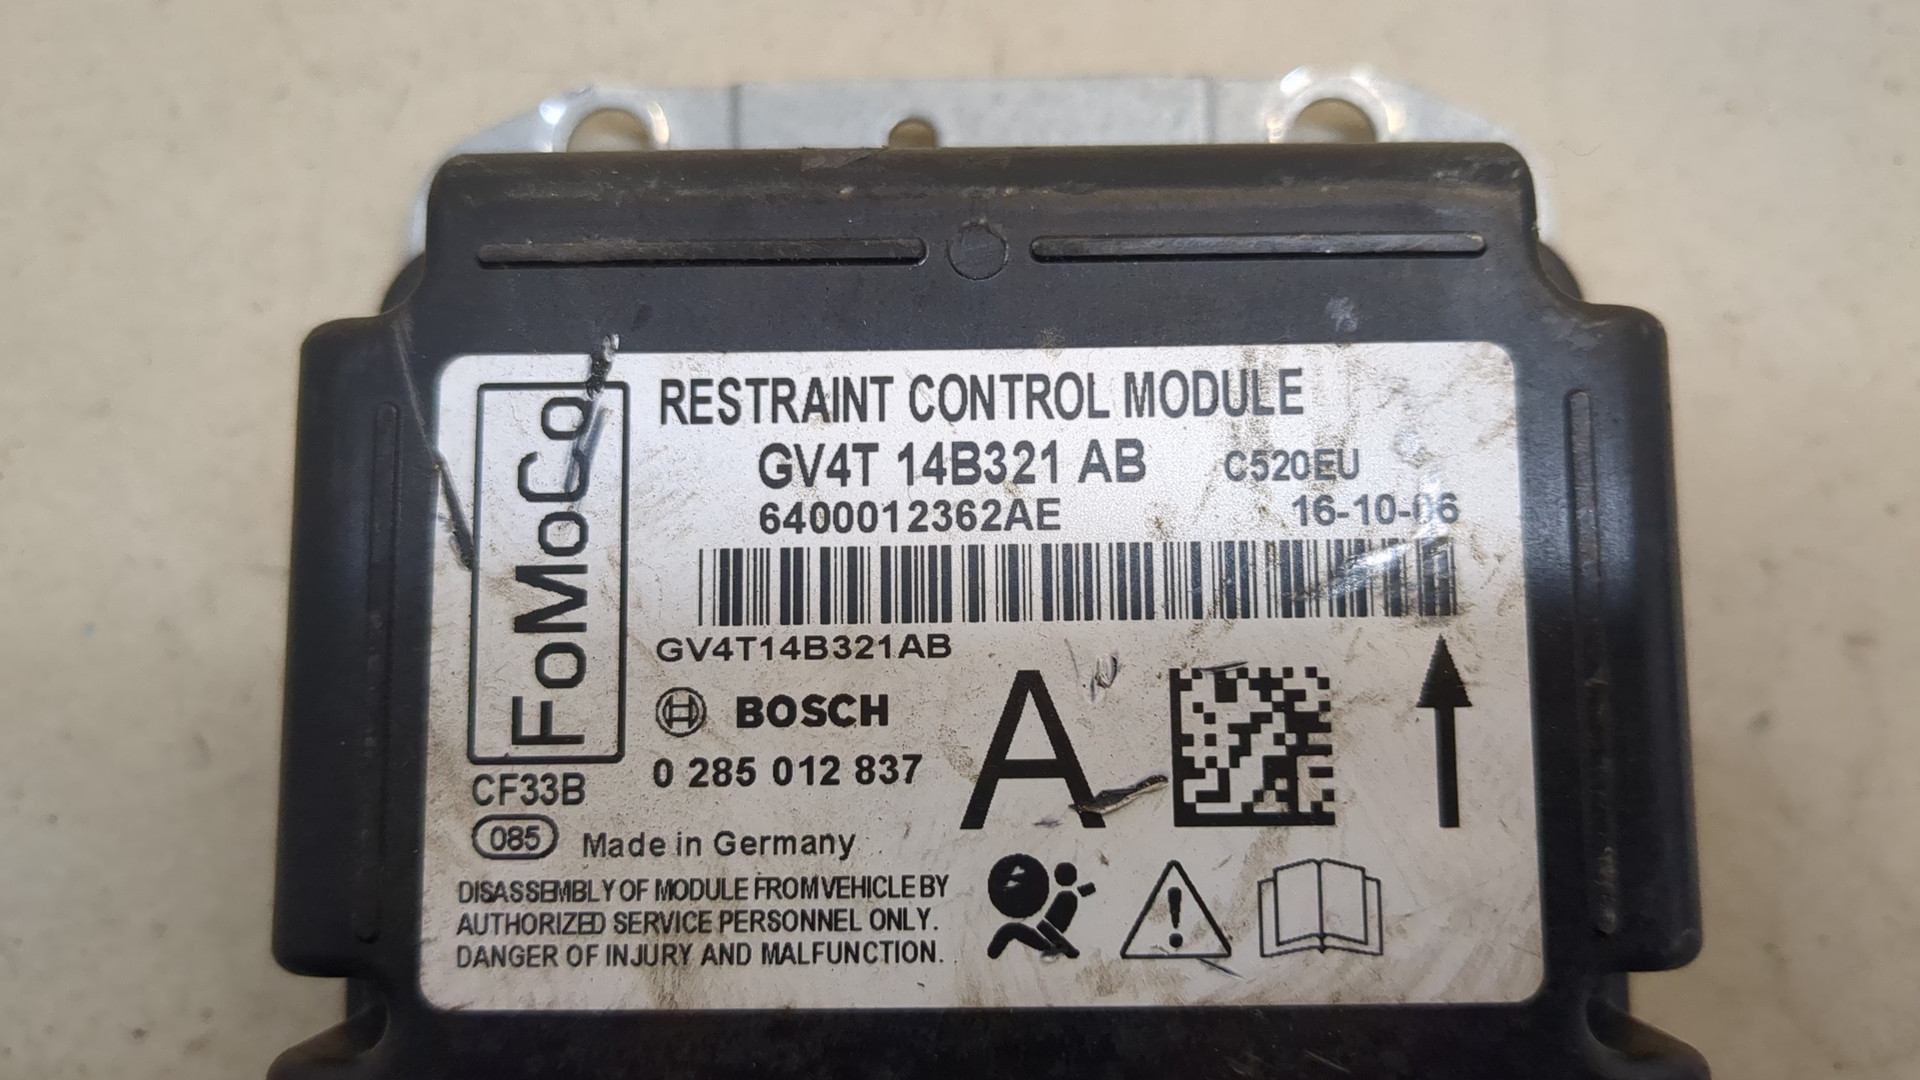 FoMoCo
RESTRAINT CONTROL MODULE
GV4T 14B321 AB C520EU
6400012362AE 16-10-06
GV4T14B321AB
BOSCH
0 285 012 837
A
CF33B
085 Made in Germany
DISASSEMBLY OF MODULE FROM VEHICLE BY
AUTHORIZED SERVICE PERSONNEL ONLY.
DANGER OF INJURY AND MALFUNCTION.